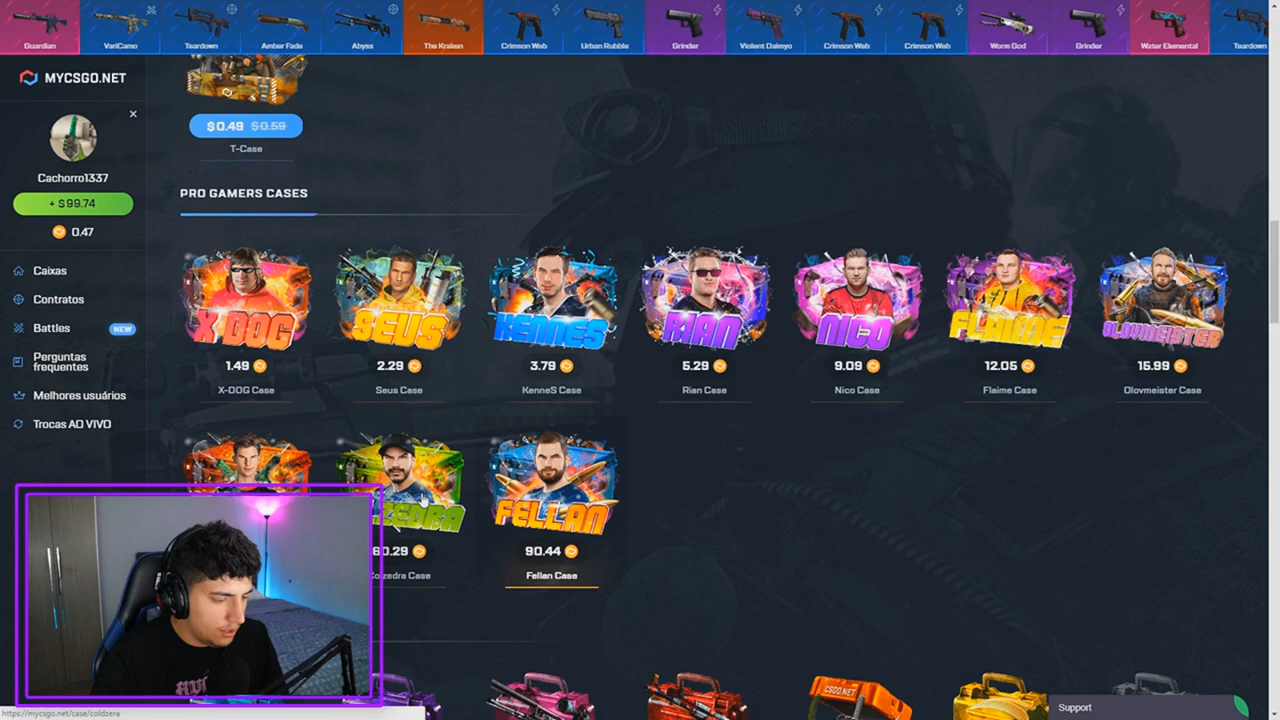 Guardian
VariCamo
Teardown
Amber Fade
Abyss
The Kraken
Crimson Web
Urban Rubble
Grinder
Violent Daimyo
Crimson Web
Crimson Web
Worm God
Grinder
Water Elemental
Teardown
MYCSGO.NET
Cachorro1337
+ $99.74
0.47
Caixas
Contratos
Battles NEW
Perguntas
frequentes
Melhores usuários
Trocas AO VIVO
$0.49 $0.59
T-Case
PRO GAMERS CASES
X-DOG
SEUS
KENNES
RIAN
NICO
FLAIME
OLOVMEISTER
1.49
2.29
3.79
5.29
9.09
12.05
15.99
X-DOG Case
Seus Case
KenneS Case
Rian Case
Nico Case
Flaime Case
Olovmeister Case
FELLAN
60.29
90.44
Colzedra Case
Fellan Case
CSGO.NET
Support
https://mycsgo.net/case/coldzera